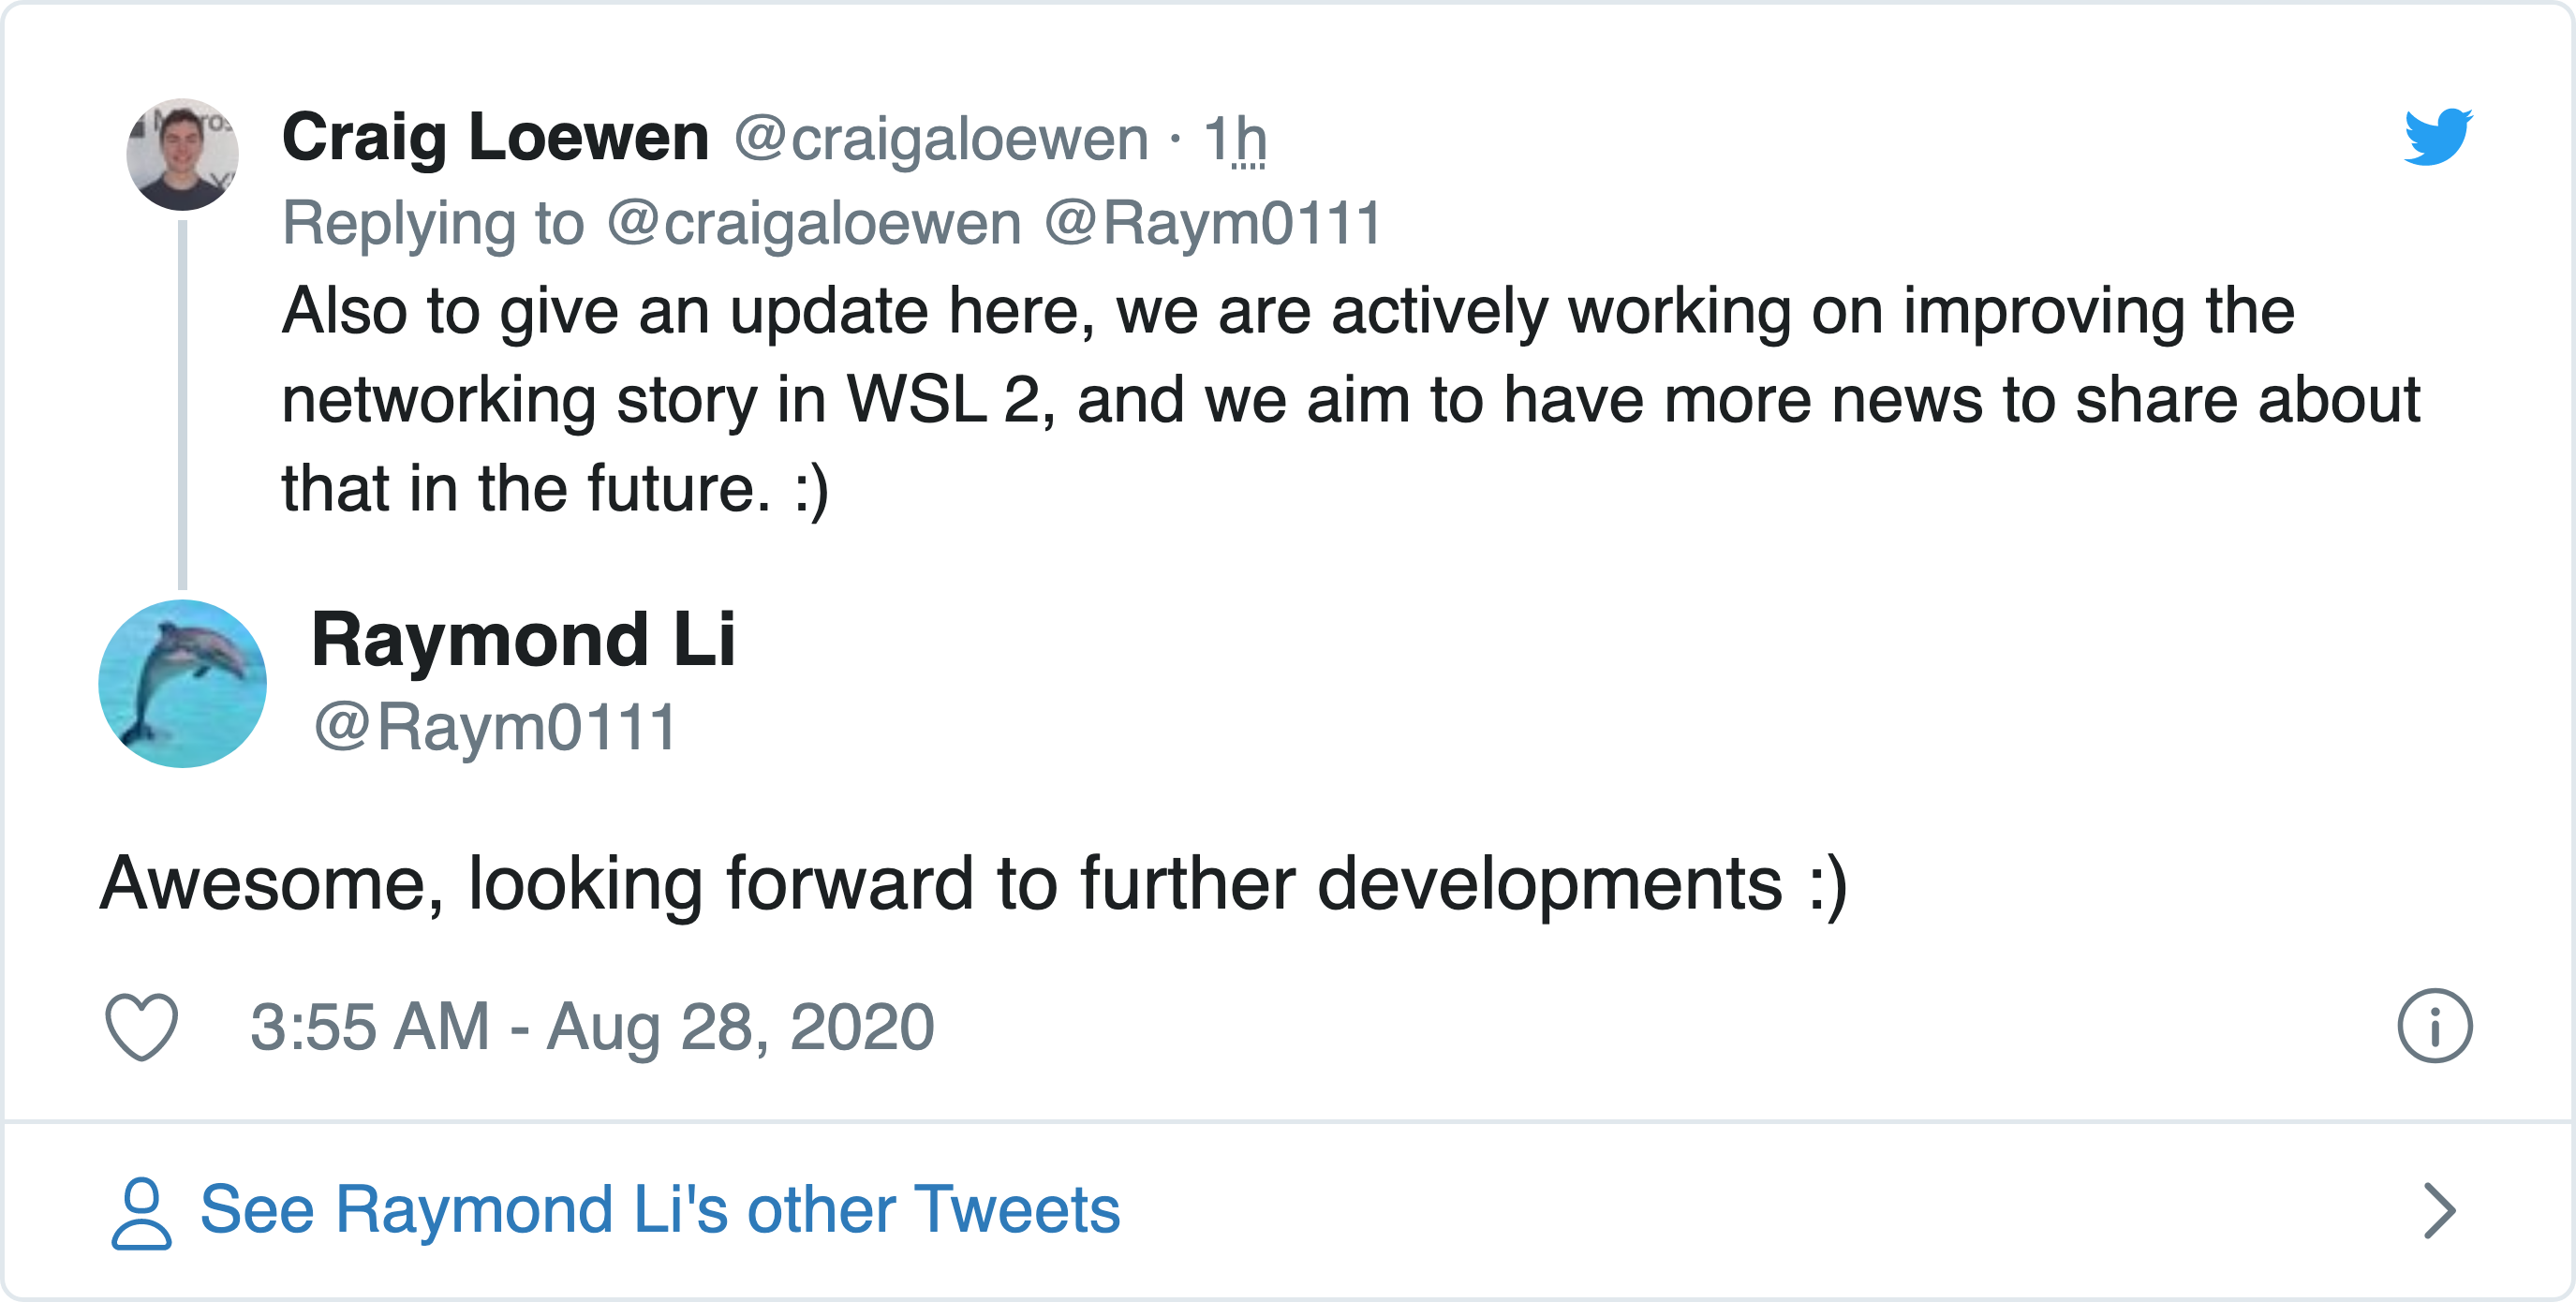 Craig Loewen @craigaloewen · 1h
Replying to @craigaloewen @Raym0111
Also to give an update here, we are actively working on improving the
networking story in WSL 2, and we aim to have more news to share about
that in the future. :)
Raymond Li
@Raym0111
Awesome, looking forward to further developments :)
3:55 AM - Aug 28, 2020
See Raymond Li's other Tweets